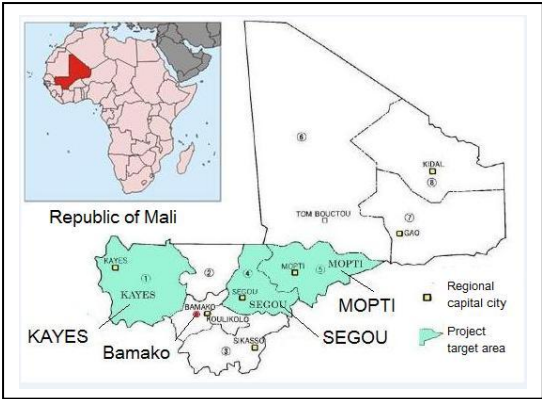 Republic of Mali
⑥
KIDAL
⑧
TOM BOUCTOU
⑦
GAO
KAYES
①
KAYES
②
④
MOPTI
⑤
MOPTI
SEGOU
SEGOU
BAMAKO
KOULIKOLO
SIKASSO
③
KAYES
Bamako
MOPTI
SEGOU
Regional
capital city
Project
target area